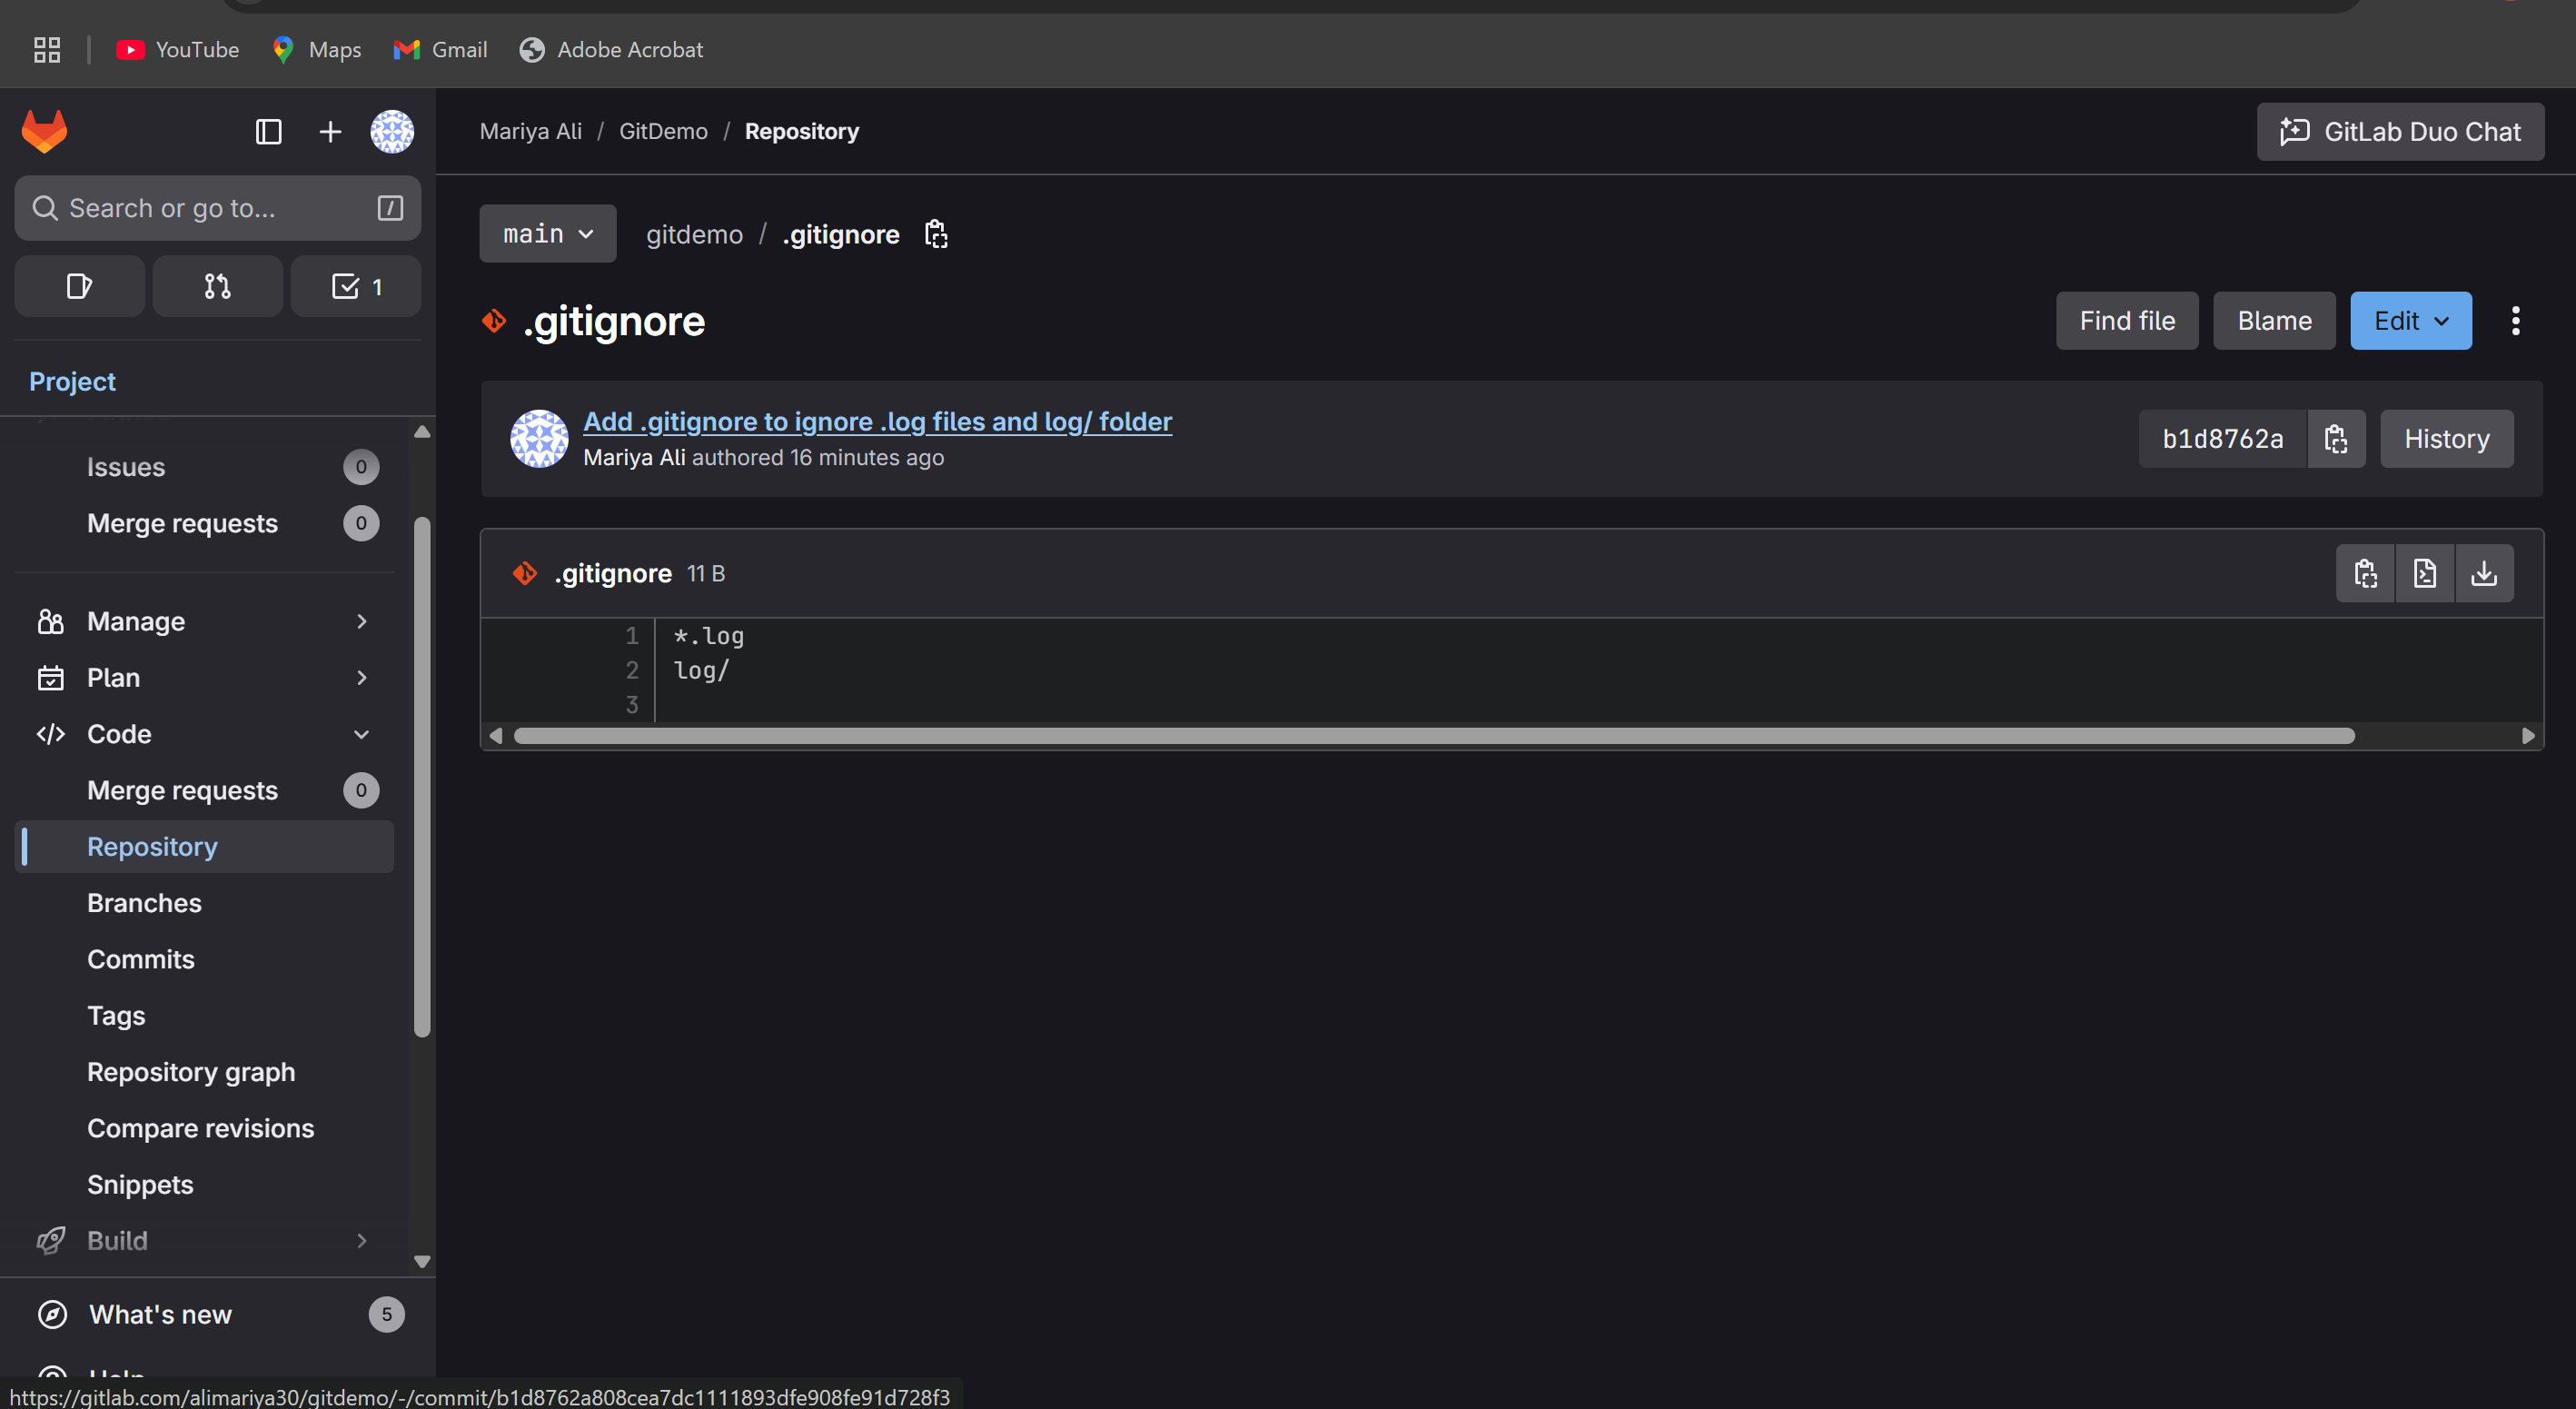 YouTube Maps Gmail Adobe Acrobat
Mariya Ali / GitDemo / Repository
GitLab Duo Chat
Search or go to... /
1
Project
Issues 0
Merge requests 0
Manage
Plan
Code
Merge requests 0
Repository
Branches
Commits
Tags
Repository graph
Compare revisions
Snippets
Build
What's new 5
Help
main gitdemo / .gitignore
.gitignore
Find file Blame Edit
Add .gitignore to ignore .log files and log/ folder
Mariya Ali authored 16 minutes ago
b1d8762a History
.gitignore 11 B
1 *.log
2 log/
3
https://gitlab.com/alimariya30/gitdemo/-/commit/b1d8762a808cea7dc1111893dfe908fe91d728f3